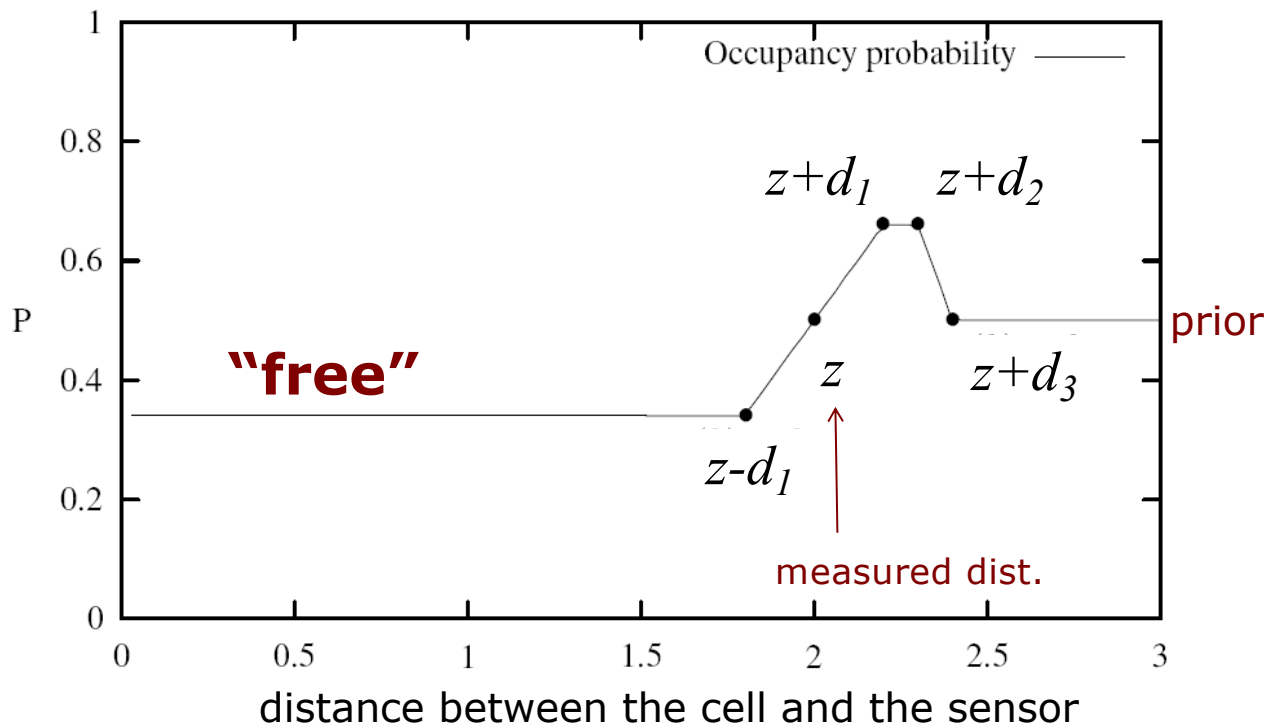 1
Occupancy probability
0.8
z+d1 z+d2
0.6
P
prior
"free"
z
z+d3
0.4
z-d1
0.2
measured dist.
0
0 0.5 1 1.5 2 2.5 3
distance between the cell and the sensor